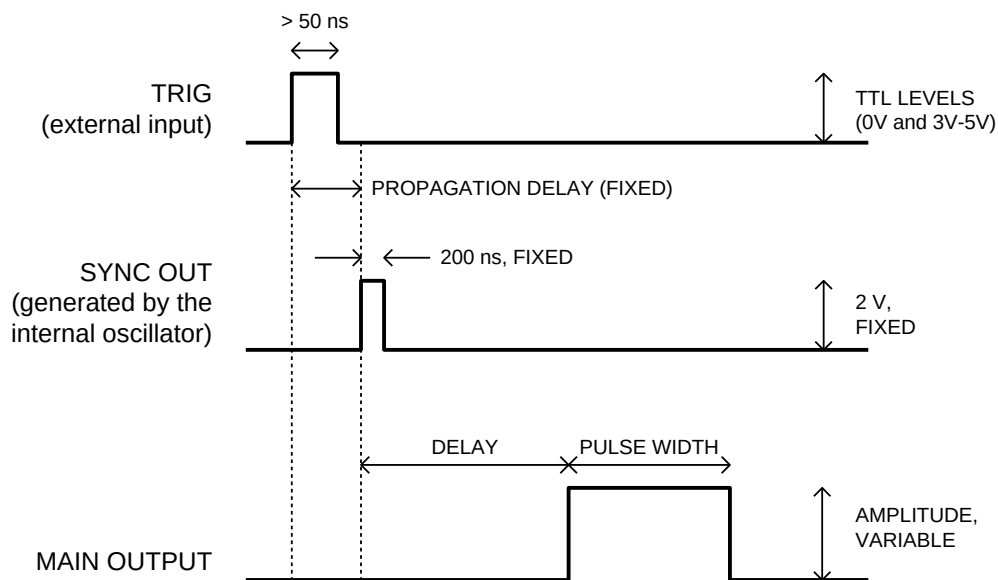 > 50 ns
TRIG
(external input)
TTL LEVELS
(0V and 3V-5V)
PROPAGATION DELAY (FIXED)
200 ns, FIXED
SYNC OUT
(generated by the
internal oscillator)
2 V,
FIXED
DELAY
PULSE WIDTH
AMPLITUDE,
VARIABLE
MAIN OUTPUT